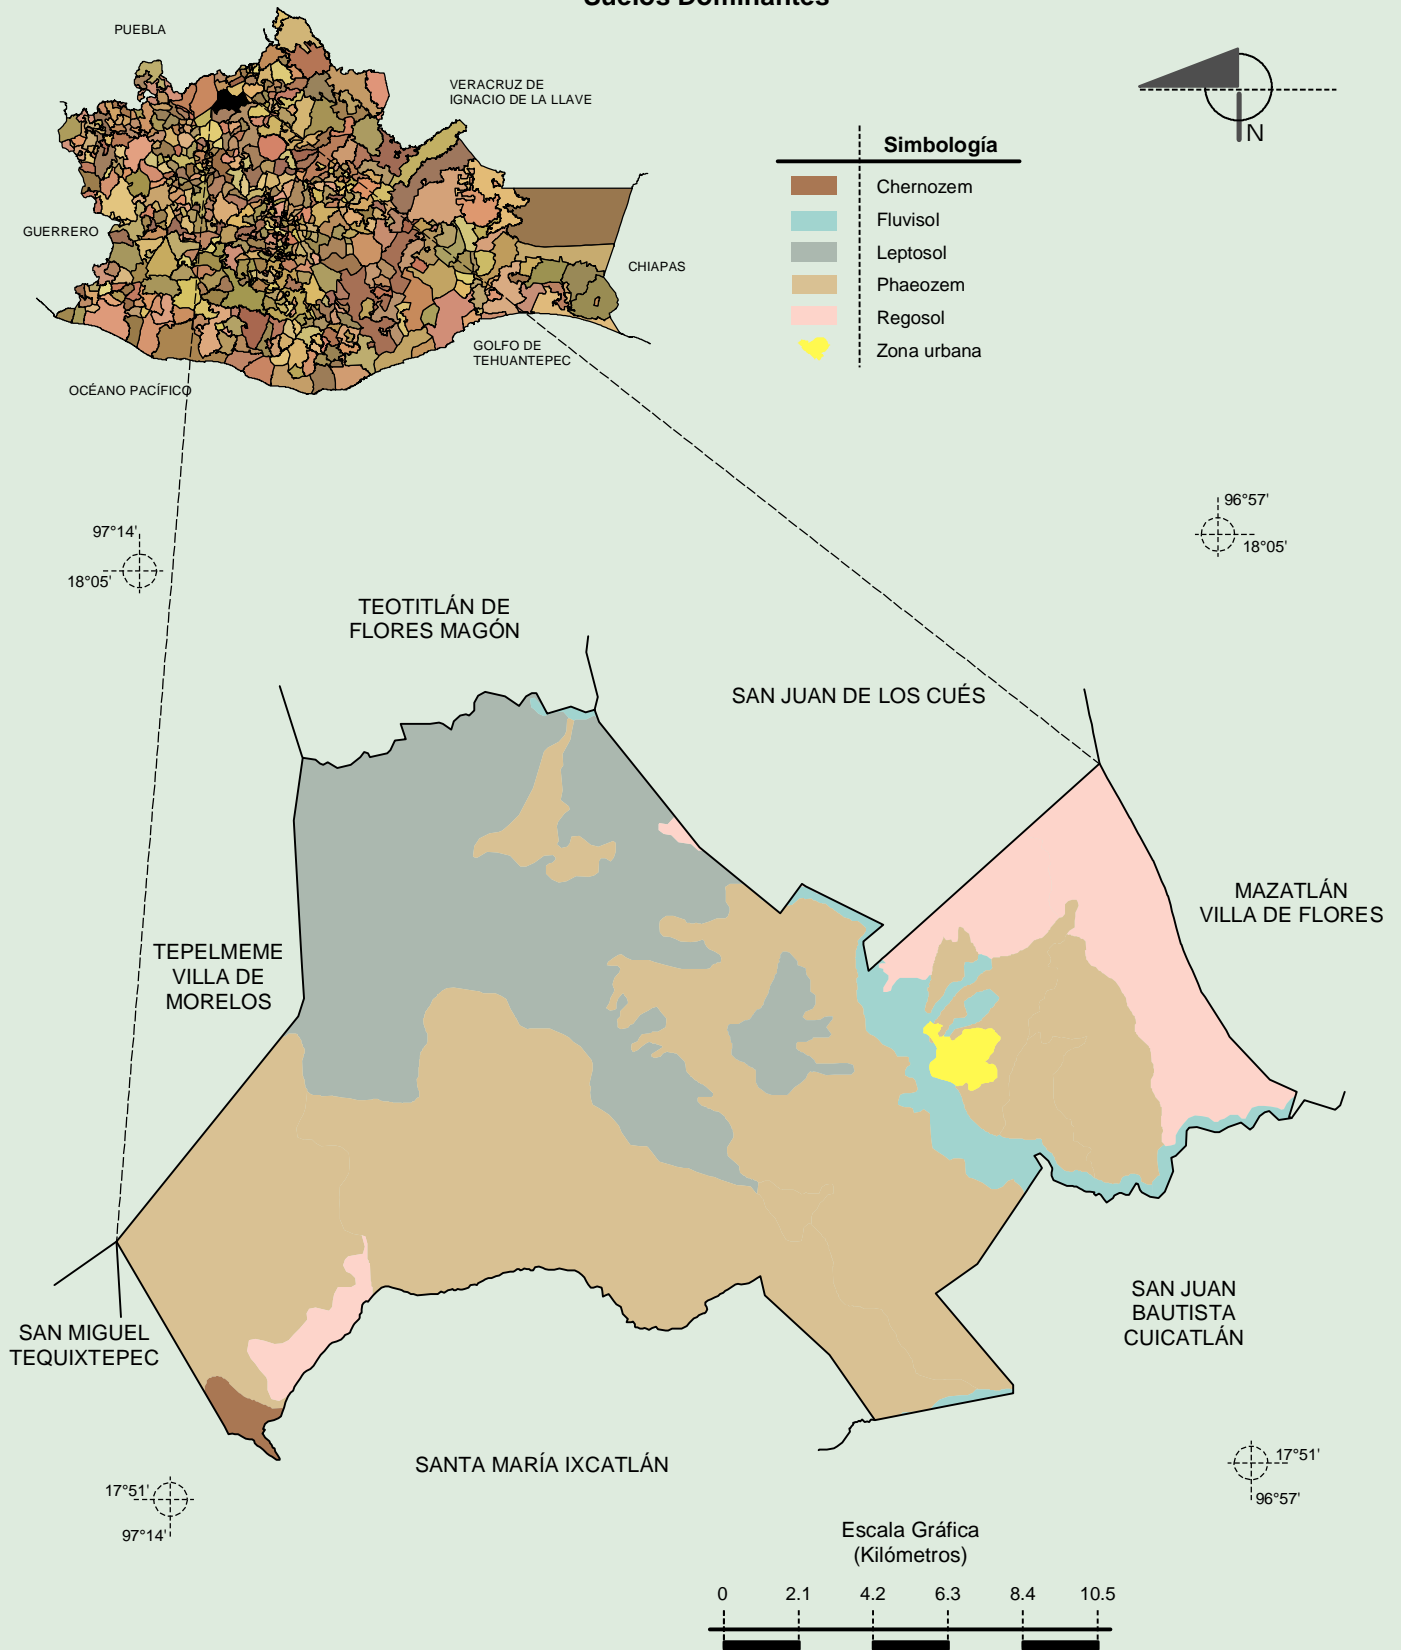 Suelos Dominantes
PUEBLA
VERACRUZ DE
IGNACIO DE LA LLAVE
GUERRERO
CHIAPAS
GOLFO DE
TEHUANTEPEC
OCÉANO PACÍFICO
N
Simbología
Chernozem
Fluvisol
Leptosol
Phaeozem
Regosol
Zona urbana
97°14'
18°05'
96°57'
18°05'
TEOTITLÁN DE
FLORES MAGÓN
SAN JUAN DE LOS CUÉS
MAZATLÁN
VILLA DE FLORES
TEPELMEME
VILLA DE
MORELOS
SAN MIGUEL
TEQUIXTEPEC
SAN JUAN
BAUTISTA
CUICATLÁN
SANTA MARÍA IXCATLÁN
17°51'
97°14'
17°51'
96°57'
Escala Gráfica
(Kilómetros)
0 2.1 4.2 6.3 8.4 10.5